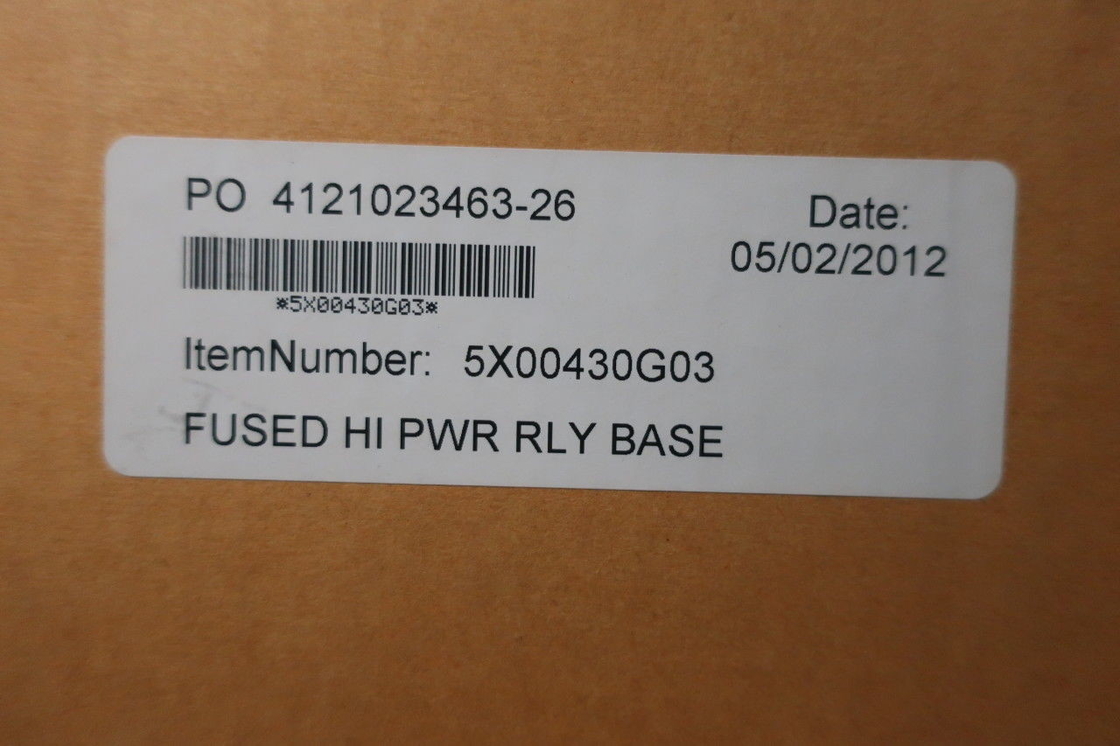 PO 4121023463-26
Date:
05/02/2012
*5X00430G03*
ItemNumber: 5X00430G03
FUSED HI PWR RLY BASE